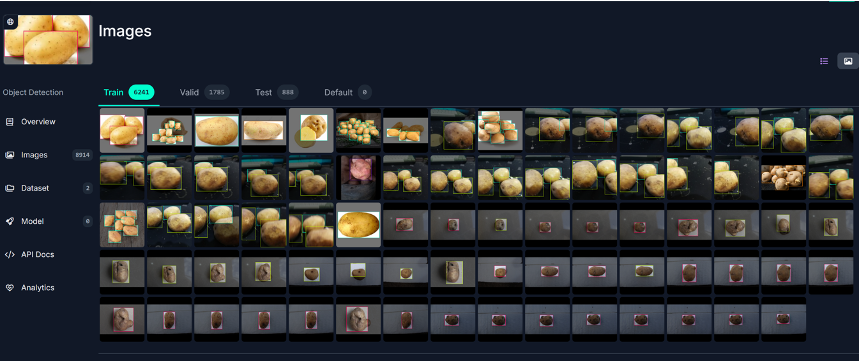 Images
Object Detection
Train 6241 Valid 1785 Test 888 Default 0
Overview
Images 8914
Dataset 2
Model 0
API Docs
Analytics